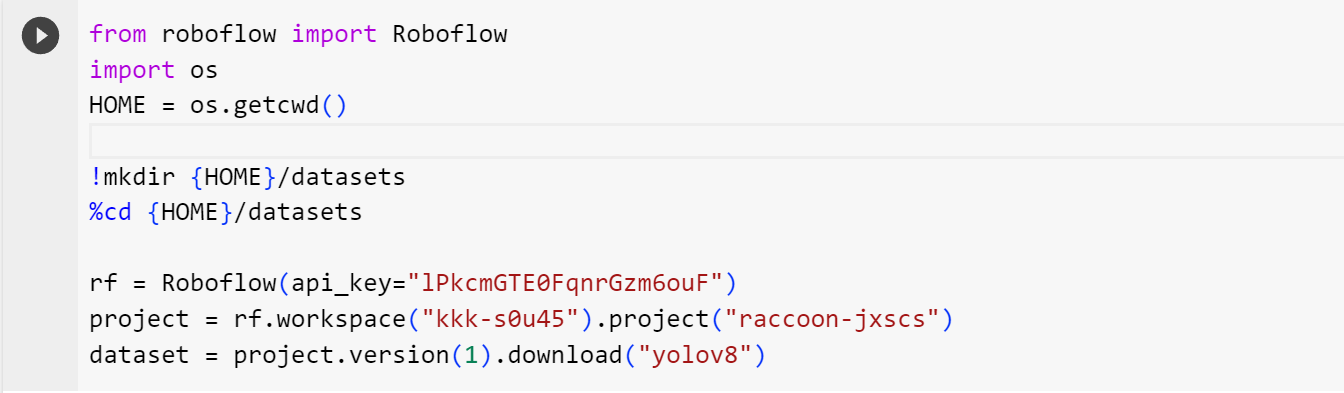 from roboflow import Roboflow
import os
HOME = os.getcwd()
!mkdir {HOME}/datasets
%cd {HOME}/datasets
rf = Roboflow(api_key="lPkcmGTE0FqnrGzm6ouF")
project = rf.workspace("kkk-s0u45").project("raccoon-jxscs")
dataset = project.version(1).download("yolov8")